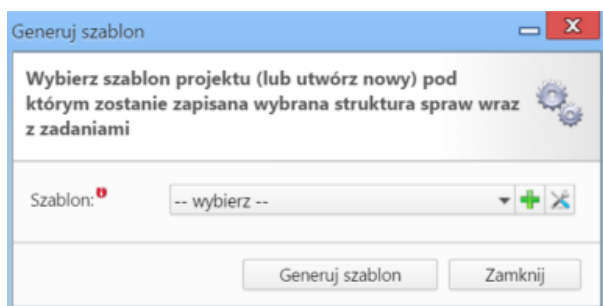 Generuj szablon
Wybierz szablon projektu (lub utwórz nowy) pod
którym zostanie zapisana wybrana struktura spraw wraz
z zadaniami
Szablon:
-- wybierz --
Generuj szablon
Zamknij